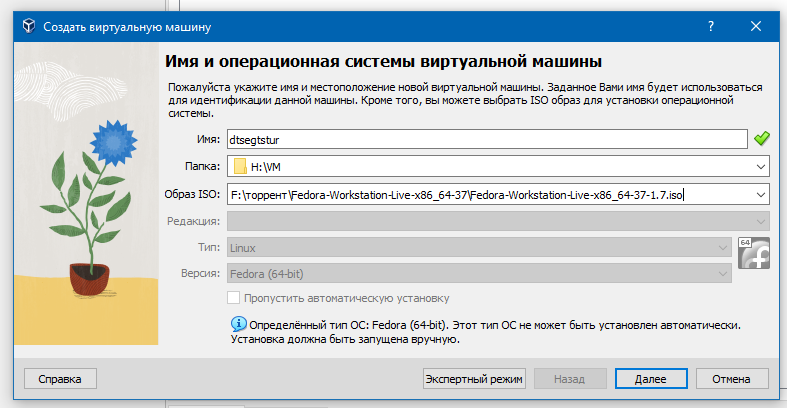 Создать виртуальную машину
Имя и операционная системы виртуальной машины
Пожалуйста укажите имя и местоположение новой виртуальной машины. Заданное Вами имя будет использоваться
для идентификации данной машины. Кроме того, вы можете выбрать ISO образ для установки операционной
системы.
Имя: dtsegtstur
Папка: H:\VM
Образ ISO: F:\торрент\Fedora-Workstation-Live-x86_64-37\Fedora-Workstation-Live-x86_64-37-1.7.iso
Редакция:
Тип: Linux
64
Версия: Fedora (64-bit)
Пропустить автоматическую установку
Определённый тип ОС: Fedora (64-bit). Этот тип ОС не может быть установлен автоматически.
Установка должна быть запущена вручную.
Справка Экспертный режим Назад Далее Отмена